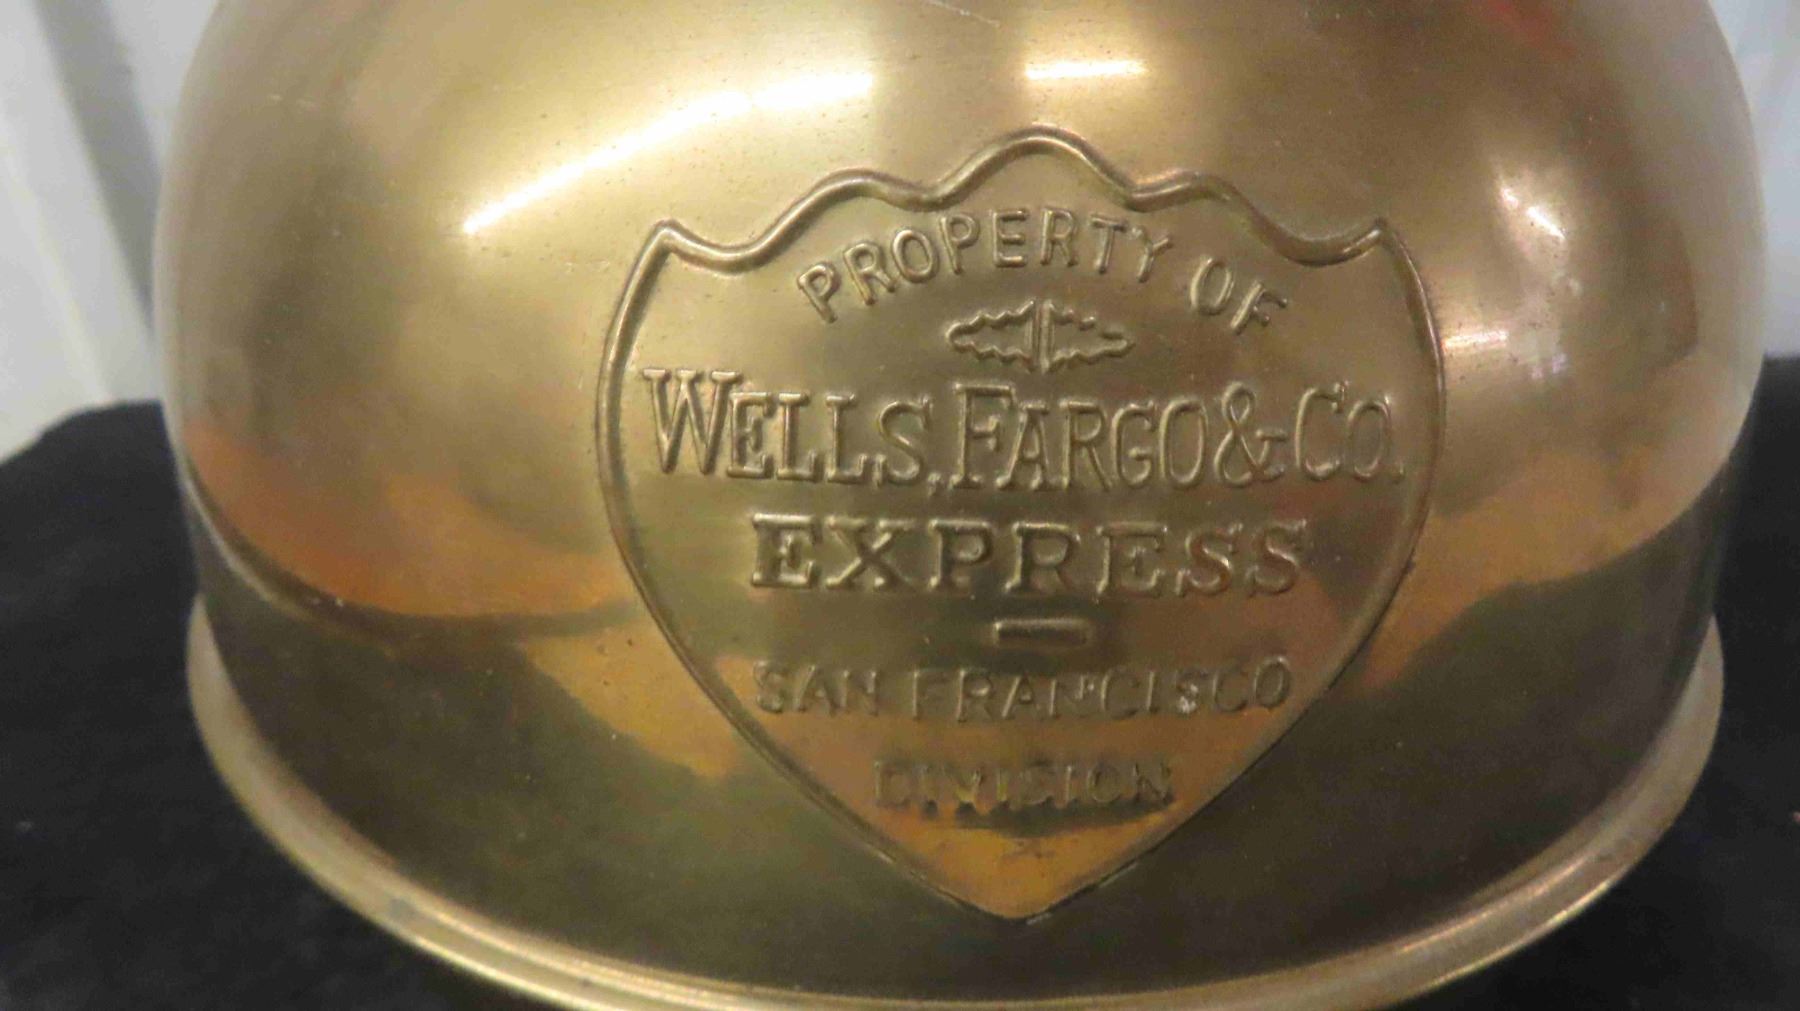 PROPERTY OF
WELLS, FARGO & CO.
EXPRESS
SAN FRANCISCO
DIVISION